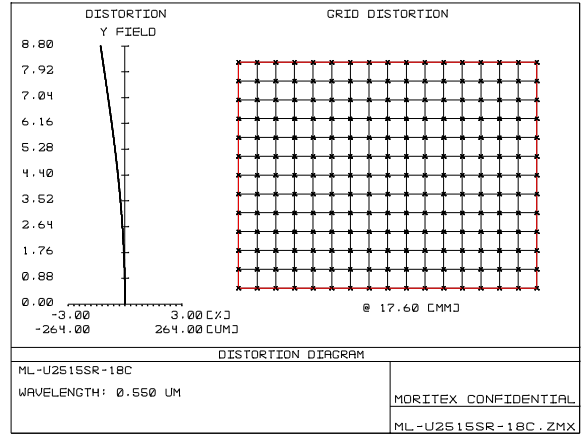 DISTORTION
Y FIELD
8.80
7.92
7.04
6.16
5.28
4.40
3.52
2.64
1.76
0.88
0.00
-3.00 3.00 [%]
-264.00 264.00 [UM]
GRID DISTORTION
@ 17.60 [MM]
DISTORTION DIAGRAM
ML-U2515SR-18C
WAVELENGTH: 0.550 UM
MORITEX CONFIDENTIAL
ML-U2515SR-18C.ZMX